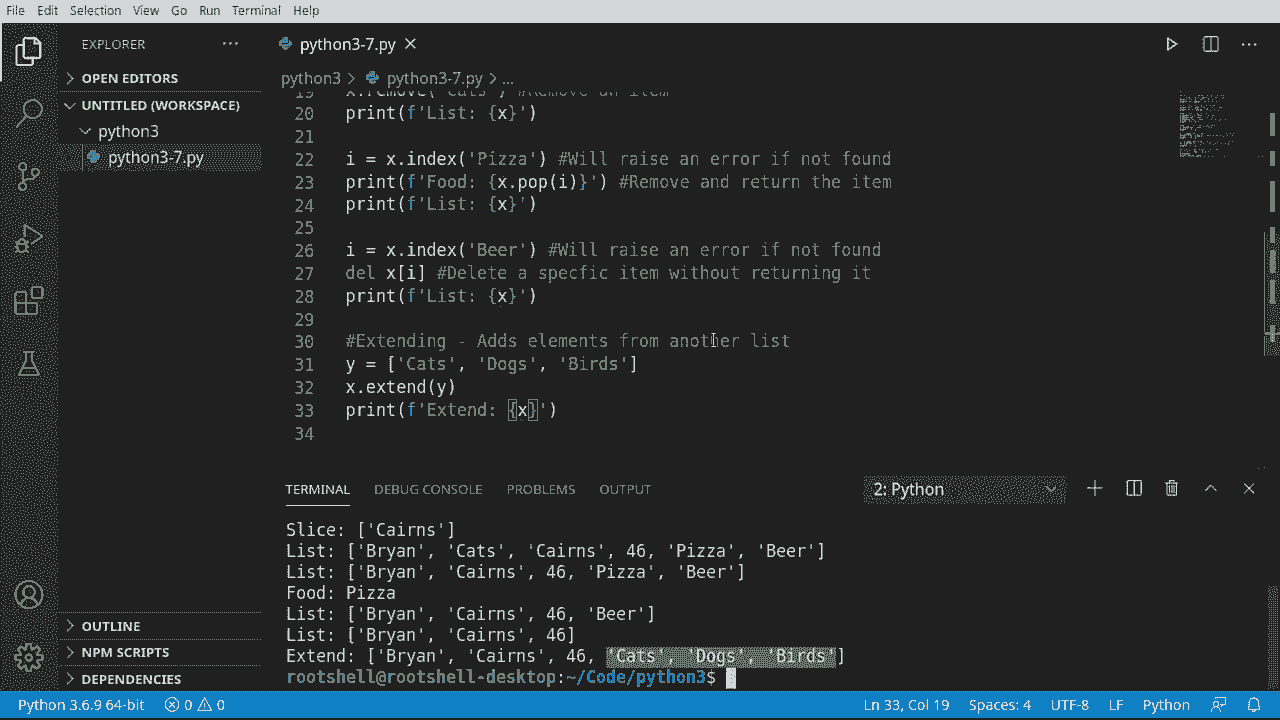 File Edit Selection View Go Run Terminal Help
EXPLORER ···
python3-7.py
OPEN EDITORS
python3 > python3-7.py > ...
UNTITLED (WORKSPACE)
python3
python3-7.py
19 x.remove('Cats') #Remove an item
20 print(f'List: {x}')
21
22 i = x.index('Pizza') #Will raise an error if not found
23 print(f'Food: {x.pop(i)}') #Remove and return the item
24 print(f'List: {x}')
25
26 i = x.index('Beer') #Will raise an error if not found
27 del x[i] #Delete a specfic item without returning it
28 print(f'List: {x}')
29
30 #Extending - Adds elements from another list
31 y = ['Cats', 'Dogs', 'Birds']
32 x.extend(y)
33 print(f'Extend: {x}')
34
TERMINAL DEBUG CONSOLE PROBLEMS OUTPUT 2: Python
Slice: ['Cairns']
List: ['Bryan', 'Cats', 'Cairns', 46, 'Pizza', 'Beer']
List: ['Bryan', 'Cairns', 46, 'Pizza', 'Beer']
Food: Pizza
List: ['Bryan', 'Cairns', 46, 'Beer']
List: ['Bryan', 'Cairns', 46]
Extend: ['Bryan', 'Cairns', 46, 'Cats', 'Dogs', 'Birds']
rootshell@rootshell-desktop:~/Code/python3$
OUTLINE
NPM SCRIPTS
DEPENDENCIES
Python 3.6.9 64-bit 0 0 Ln 33, Col 19 Spaces: 4 UTF-8 LF Python